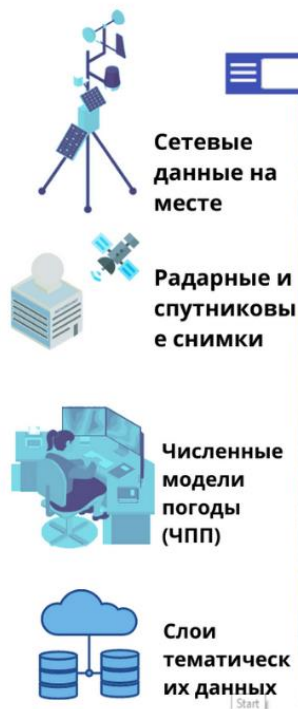 Сетевые
данные на
месте
Радарные и
спутниковы
е снимки
Численные
модели
погоды
(ЧПП)
Слои
тематическ
их данных
Start